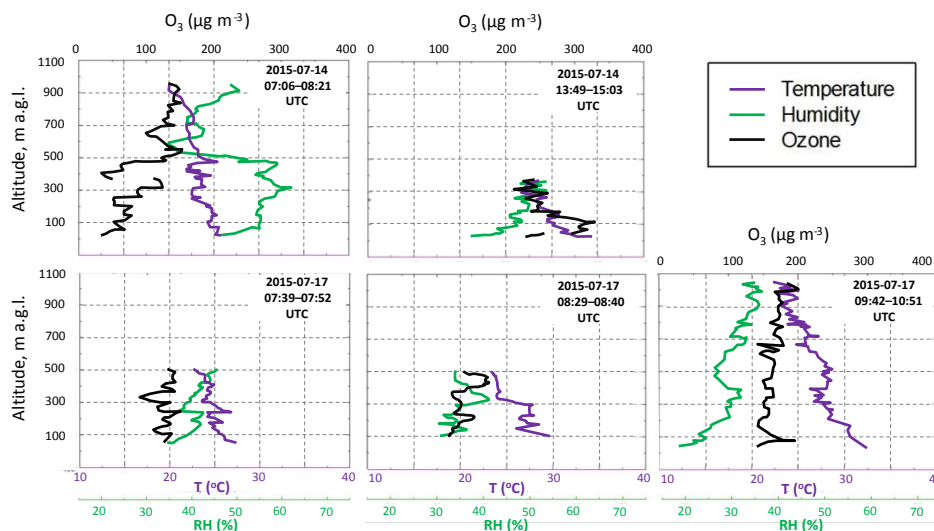 O3 (µg m-3)
O3 (µg m-3)
0 100 200 300 400
0 100 200 300 400
1100
900
700
500
300
100
Altitude, m a.g.l.
2015-07-14
07:06–08:21
UTC
2015-07-14
13:49–15:03
UTC
Temperature
Humidity
Ozone
O3 (µg m-3)
0 100 200 300 400
1100
900
700
500
300
100
Altitude, m a.g.l.
2015-07-17
07:39–07:52
UTC
2015-07-17
08:29–08:40
UTC
2015-07-17
09:42–10:51
UTC
10 20 30 40
T (oC)
10 20 30 40
T (oC)
10 20 30 40
T (oC)
20 30 40 50 60 70 80
RH (%)
20 30 40 50 60 70 80
RH (%)
20 30 40 50 60 70 80
RH (%)